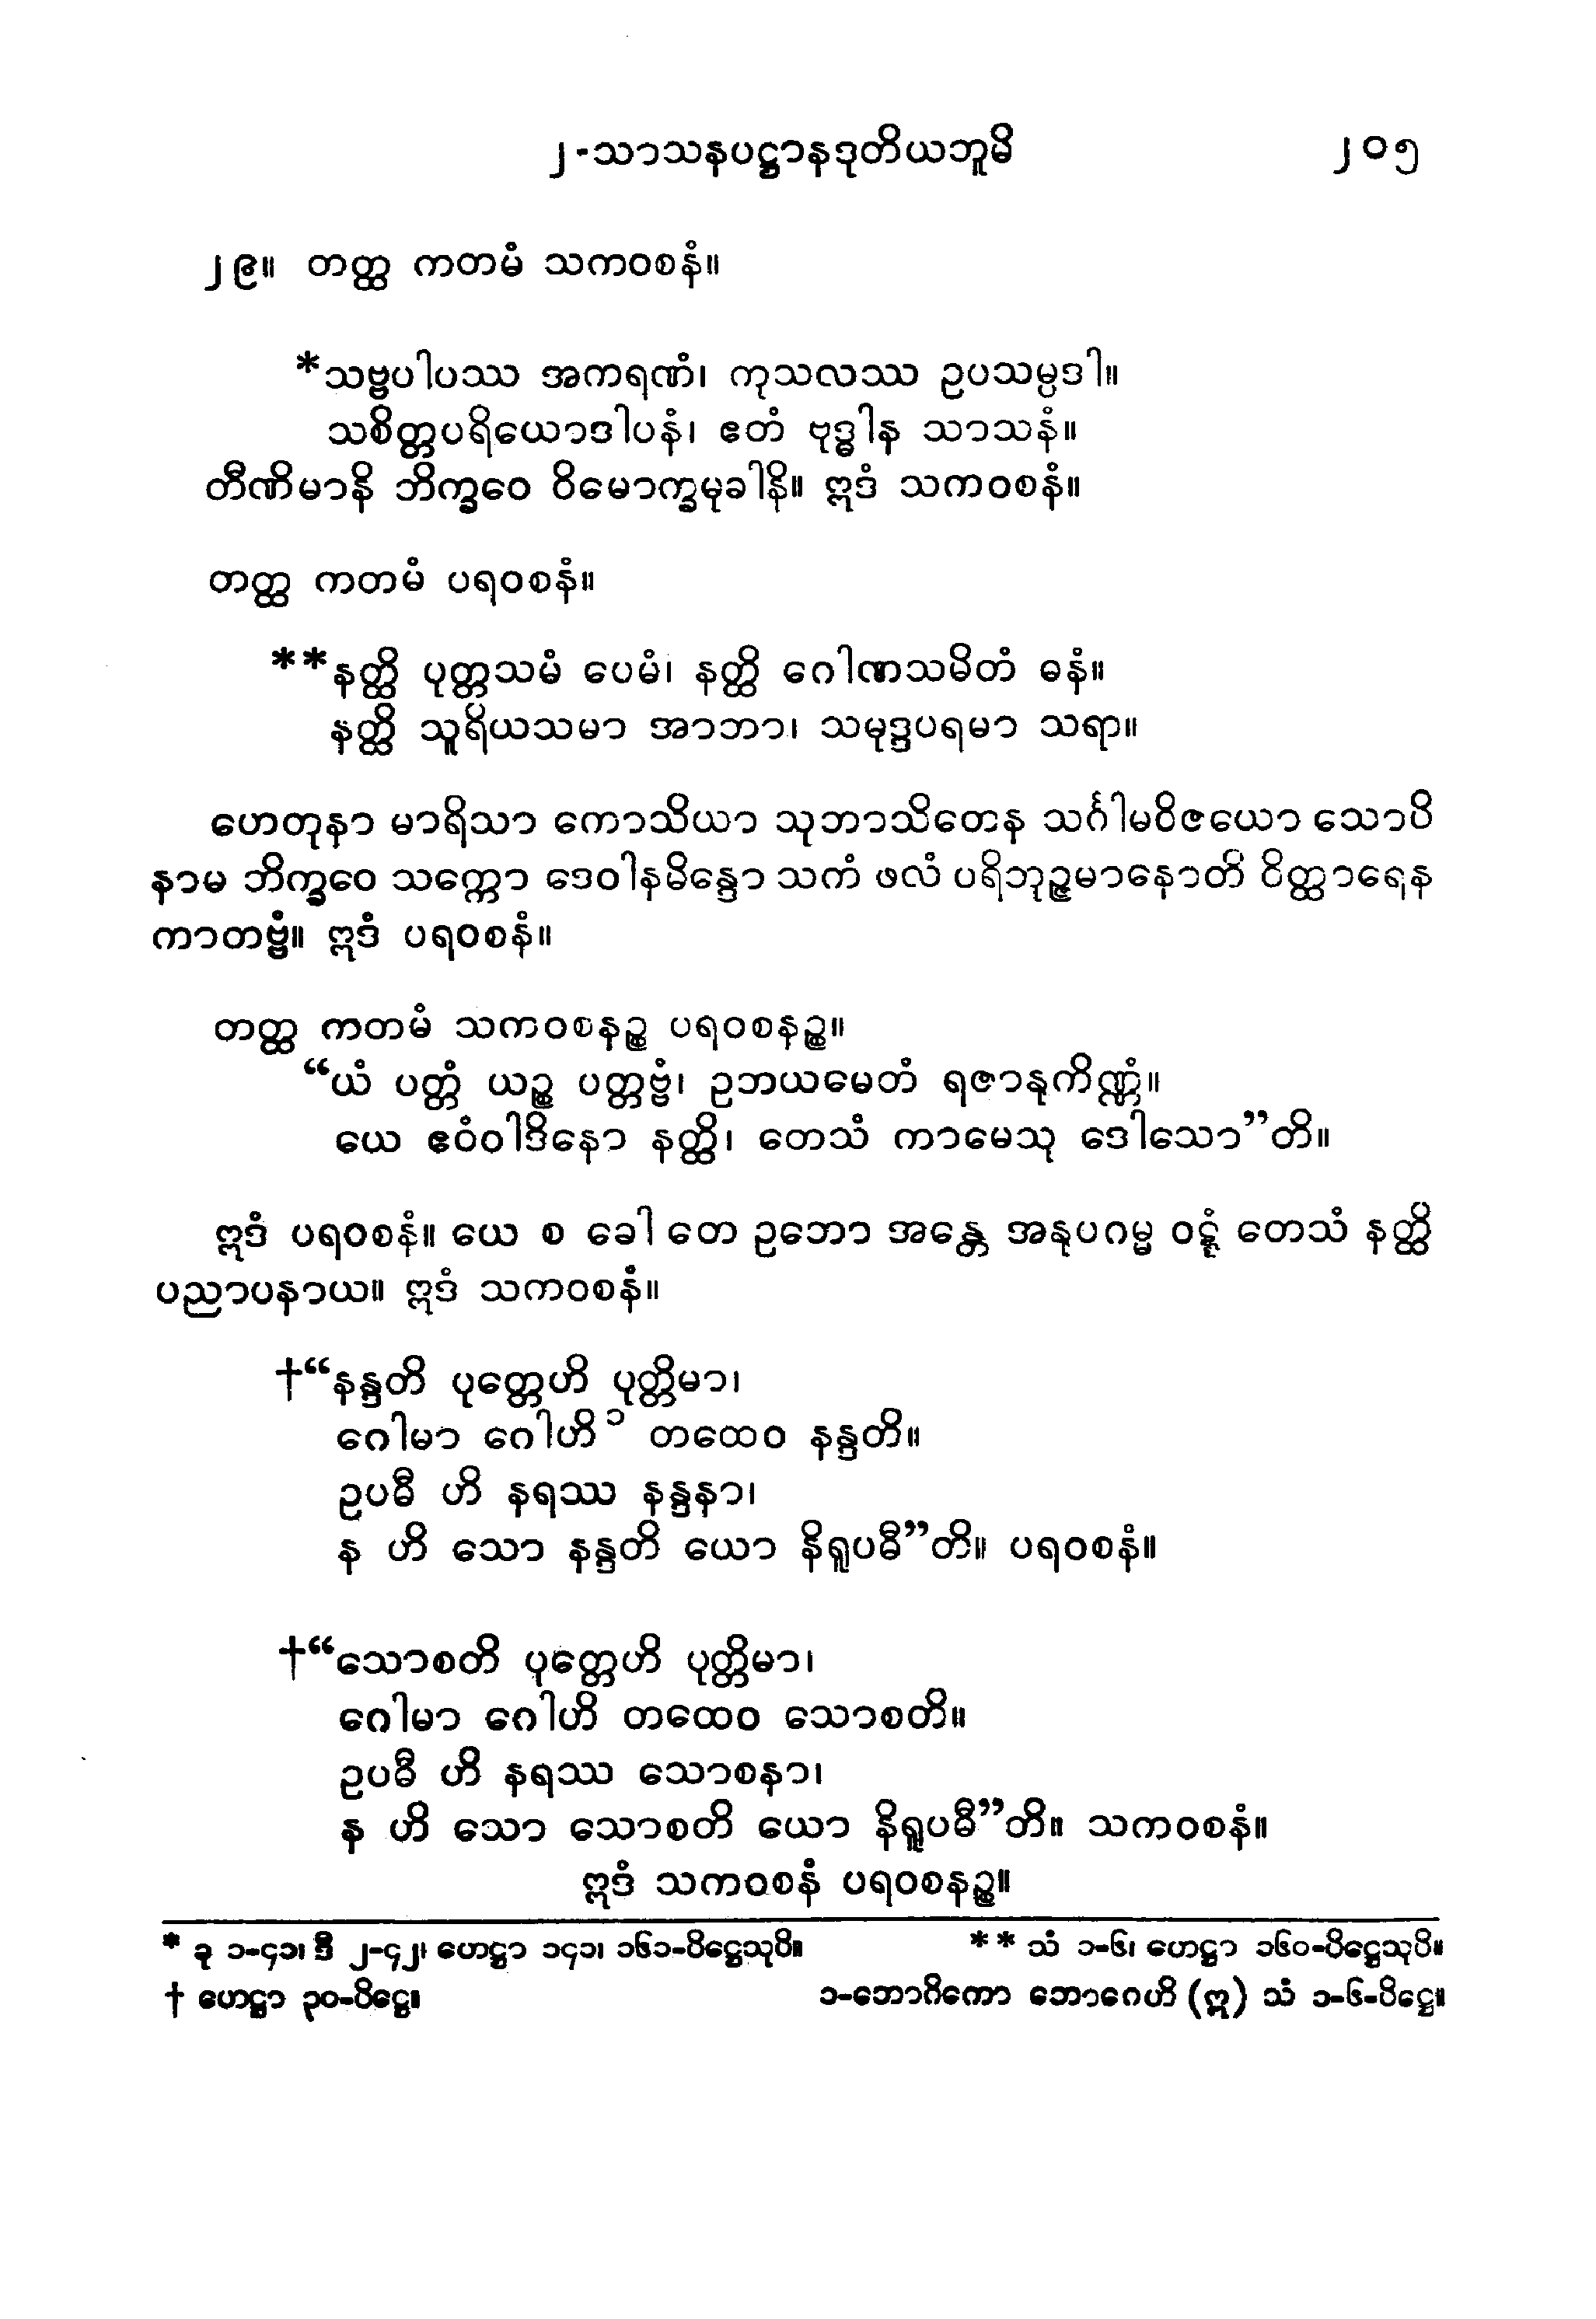 ၂-သာသနပဋ္ဌာနဒုတိယဘူမိ ၂၀၅
၂၉။ တတ္ထ ကတမံ သကဝစနံ။
*သဗ္ဗပါပဿ အကရဏံ၊ ကုသလဿ ဥပသမ္ပဒါ။
သစိတ္တပရိယောဒါပနံ၊ ဧတံ ဗုဒ္ဓါန သာသနံ။
တီဏိမာနိ ဘိက္ခဝေ ဝိမောက္ခမုခါနိ။ ဣဒံ သကဝစနံ။
တတ္ထ ကတမံ ပရဝစနံ။
**နတ္ထိ ပုတ္တသမံ ပေမံ၊ နတ္ထိ ဂေါဏသမိတံ ဓနံ။
နတ္ထိ သူရိယသမာ အာဘာ၊ သမုဒ္ဒပရမာ သရာ။
ဟေတုနာ မာရိသာ ကောသိယာ သုဘာသိတေန သင်္ဂါမဝိဇယော သောပိ
နာမ ဘိက္ခဝေ သက္ကော ဒေဝါနမိန္ဒော သကံ ဖလံ ပရိဘုဉ္ဇမာနောတိ ဝိတ္ထာရေန
ကာတဗ္ဗံ။ ဣဒံ ပရဝစနံ။
တတ္ထ ကတမံ သကဝစနဉ္စ ပရဝစနဉ္စ။
“ယံ ပတ္တံ ယဉ္စ ပတ္တဗ္ဗံ၊ ဥဘယမေတံ ရဇာနုကိဏ္ဏံ။
ယေ ဧဝံဝါဒိနော နတ္ထိ၊ တေသံ ကာမေသု ဒေါသော”တိ။
ဣဒံ ပရဝစနံ။ ယေ စ ခေါ တေ ဥဘော အန္တေ အနုပဂမ္မ ဝဋ္ဋံ တေသံ နတ္ထိ
ပညာပနာယ။ ဣဒံ သကဝစနံ။
†“နန္ဒတိ ပုတ္တေဟိ ပုတ္တိမာ၊
ဂေါမာ ဂေါဟိ ၁ တထေဝ နန္ဒတိ။
ဥပဓီ ဟိ နရဿ နန္ဒနာ၊
န ဟိ သော နန္ဒတိ ယော နိရူပဓီ”တိ။ ပရဝစနံ။
†“သောစတိ ပုတ္တေဟိ ပုတ္တိမာ၊
ဂေါမာ ဂေါဟိ တထေဝ သောစတိ။
ဥပဓီ ဟိ နရဿ သောစနာ၊
န ဟိ သော သောစတိ ယော နိရူပဓီ”တိ။ သကဝစနံ။
ဣဒံ သကဝစနံ ပရဝစနဉ္စ။
* ခု ၁-၄၁၊ ဒီ ၂-၄၂၊ ဟေဋ္ဌာ ၁၄၁၊ ၁၆၁-ပိဋ္ဌေသုပိ။ ** သံ ၁-၆၊ ဟေဋ္ဌာ ၁၆၀-ပိဋ္ဌေသုပိ။
† ဟေဋ္ဌာ ၃၀-ပိဋ္ဌေ။ ၁-ဘောဂိကော ဘောဂေဟိ (ဣ) သံ ၁-၆-ပိဋ္ဌေ။